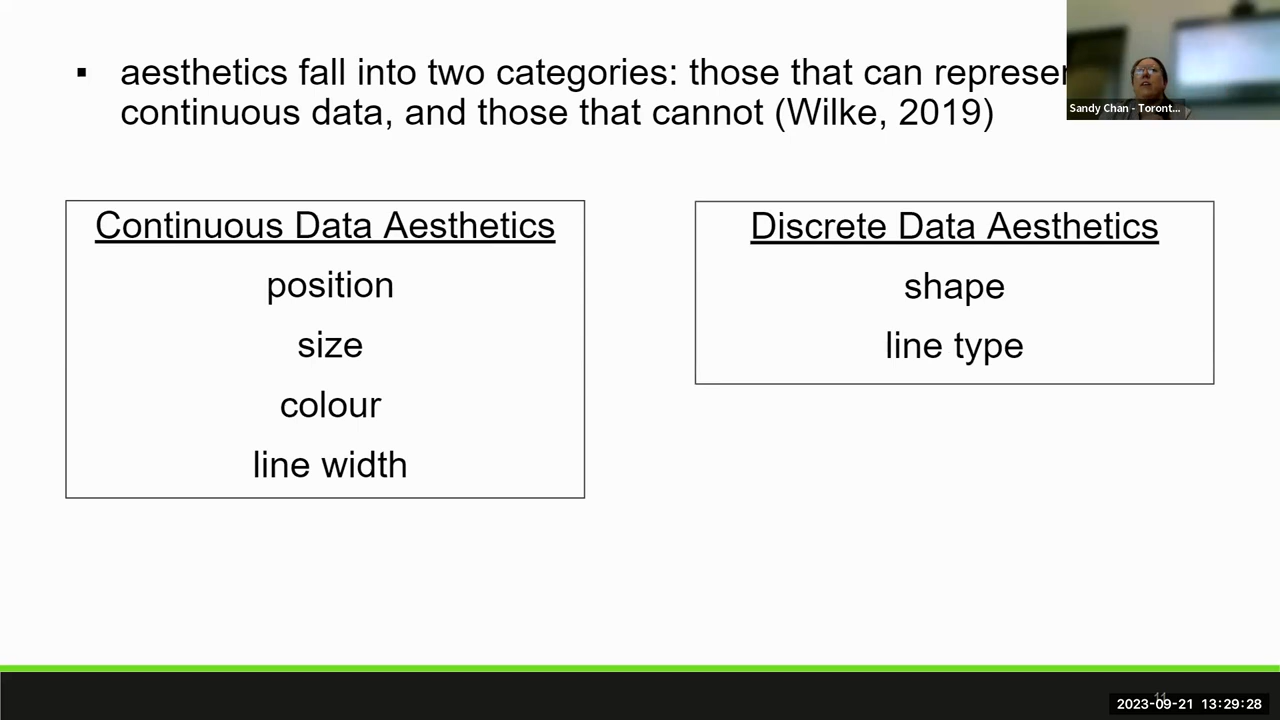 ▪ aesthetics fall into two categories: those that can
continuous data, and those that cannot (Wilke, 2019)
Sandy Chan - Toront...
Continuous Data Aesthetics
position
size
colour
line width
Discrete Data Aesthetics
shape
line type
11
2023-09-21 13:29:28